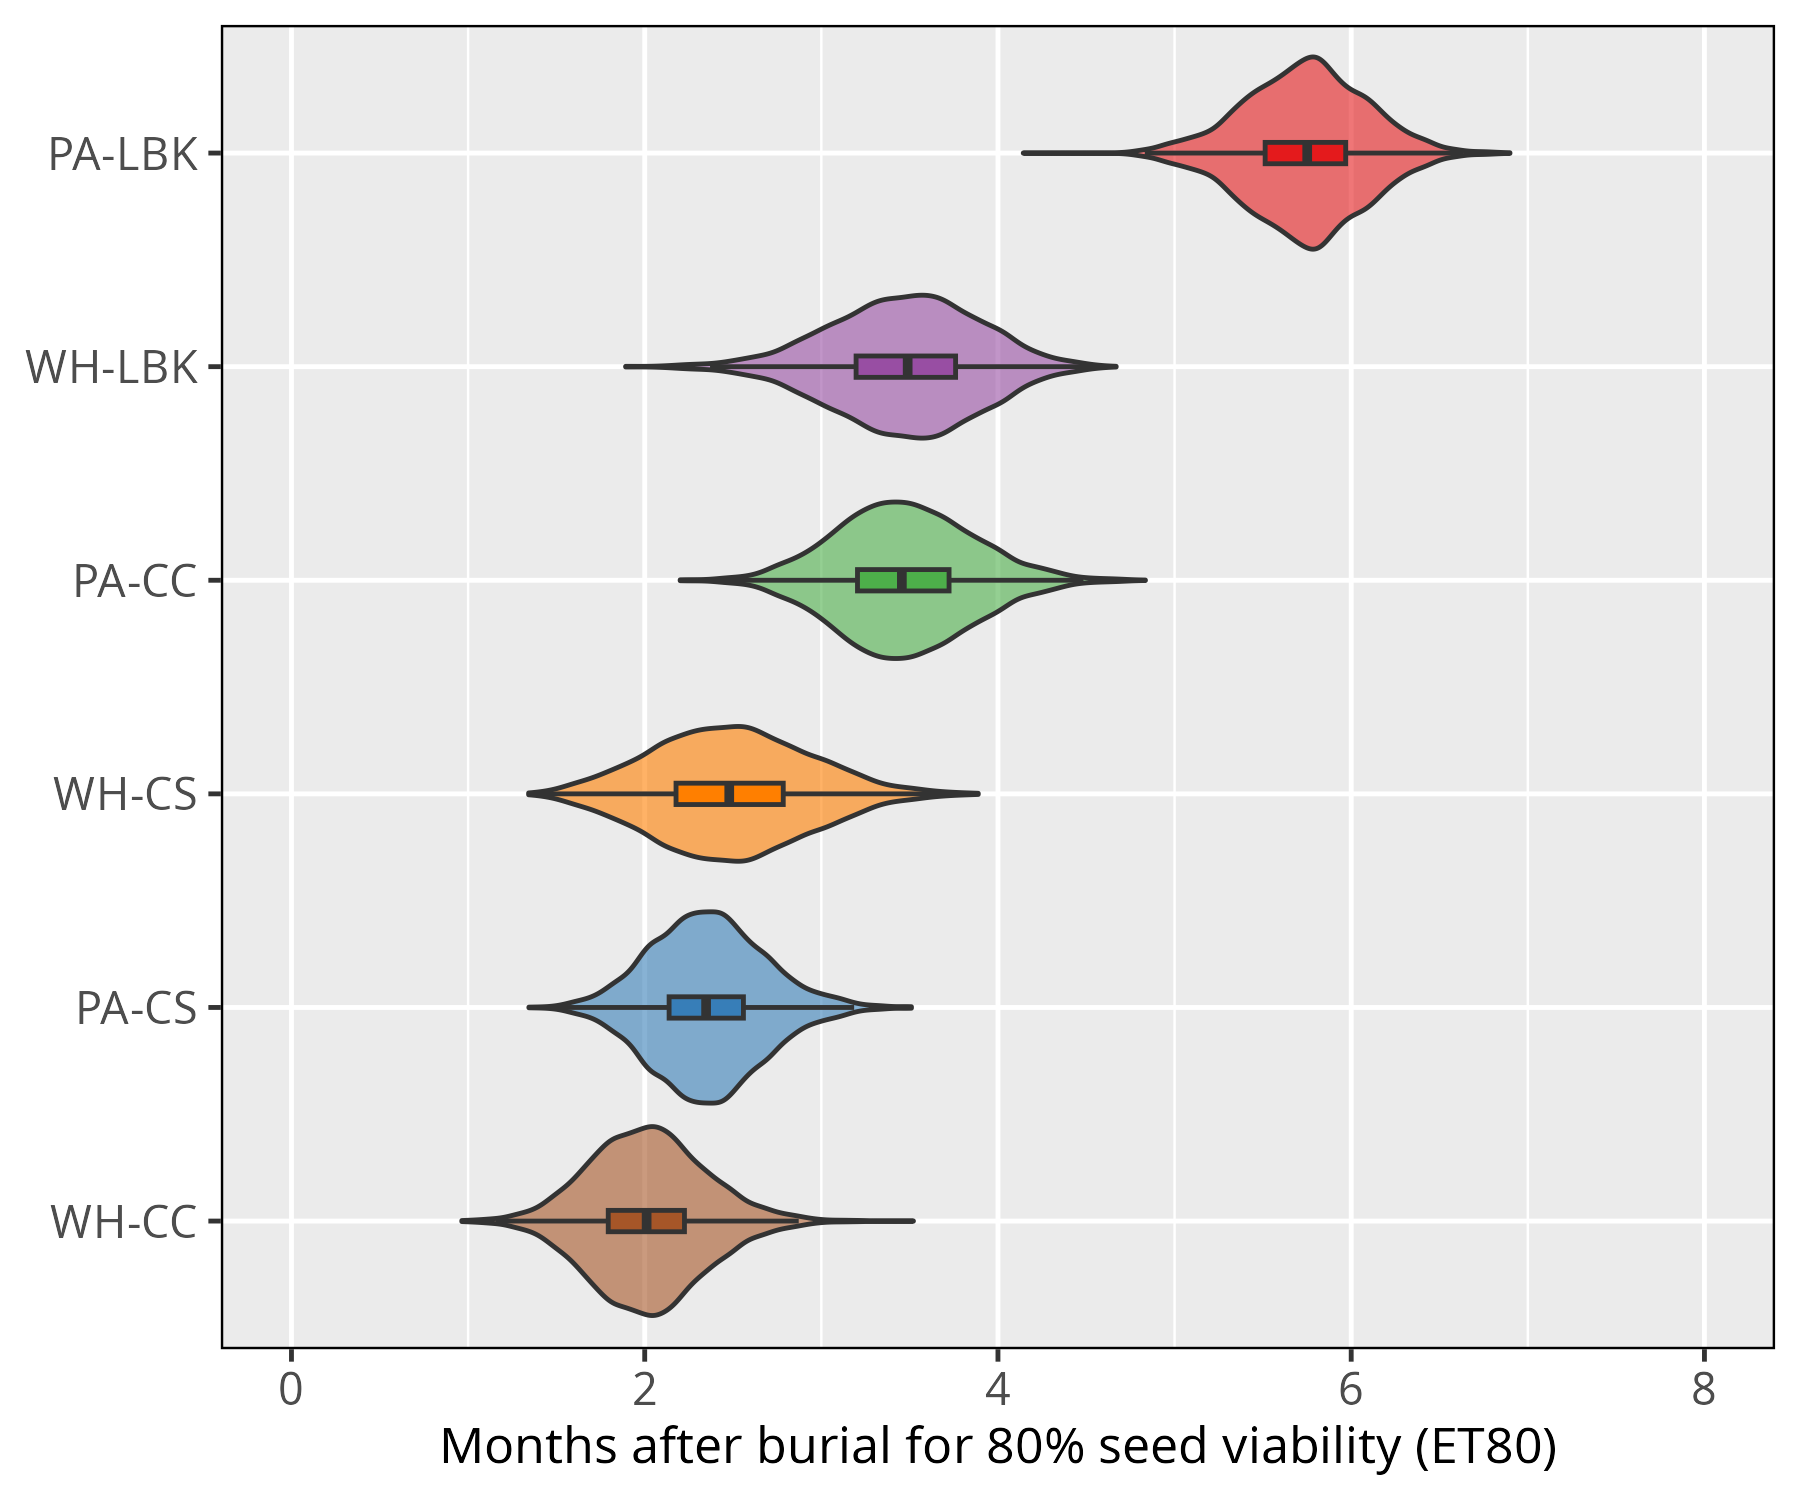 PA-LBK
WH-LBK
PA-CC
WH-CS
PA-CS
WH-CC
0 2 4 6 8
Months after burial for 80% seed viability (ET80)